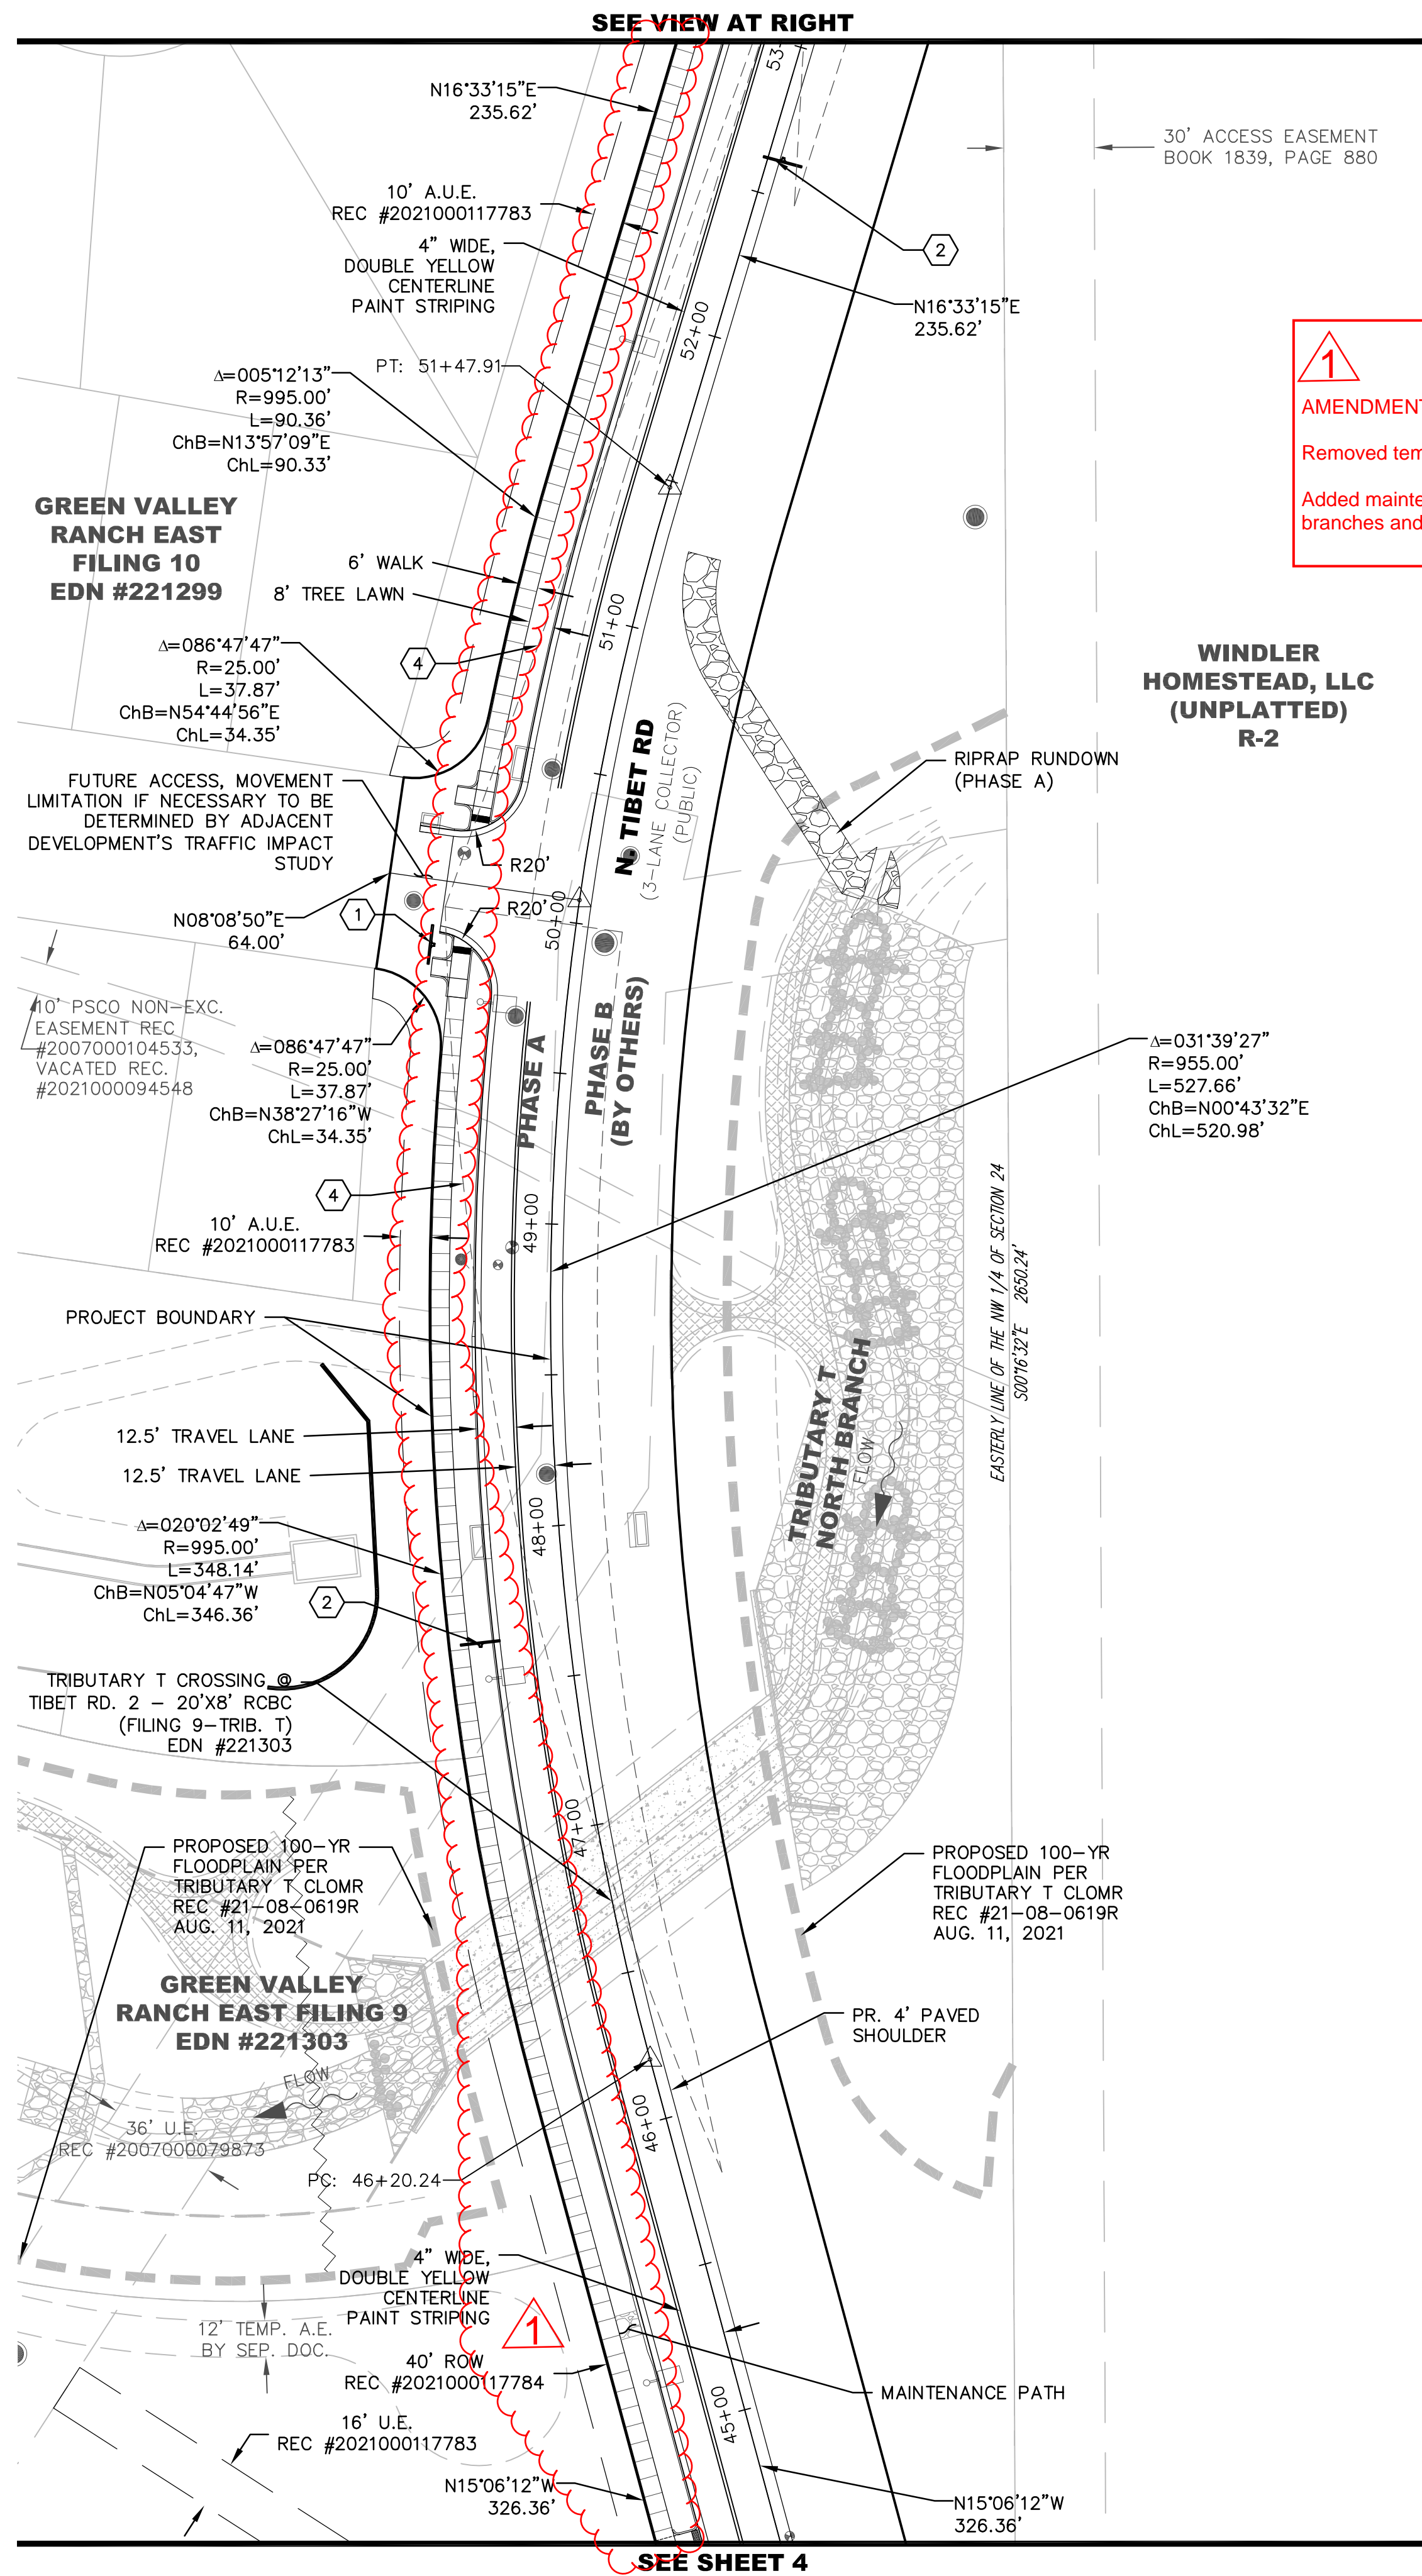 SEE VIEW AT RIGHT
N16°33'15"E
235.62'
30' ACCESS EASEMENT
BOOK 1839, PAGE 880
53
10' A.U.E.
REC #2021000117783
2
4" WIDE,
DOUBLE YELLOW
CENTERLINE
PAINT STRIPING
N16°33'15"E
235.62'
52+00
1
AMENDMENT
Removed
Added
branches and
PT: 51+47.91
Δ=005°12'13"
R=995.00'
L=90.36'
ChB=N13°57'09"E
ChL=90.33'
GREEN VALLEY
RANCH EAST
FILING 10
EDN #221299
6' WALK
8' TREE LAWN
51+00
4
Δ=086°47'47"
R=25.00'
L=37.87'
ChB=N54°44'56"E
ChL=34.35'
WINDLER
HOMESTEAD, LLC
(UNPLATTED)
R-2
N. TIBET RD
(3-LANE COLLECTOR)
(PUBLIC)
RIPRAP RUNDOWN
(PHASE A)
FUTURE ACCESS, MOVEMENT
LIMITATION IF NECESSARY TO BE
DETERMINED BY ADJACENT
DEVELOPMENT'S TRAFFIC IMPACT
STUDY
R20'
R20'
N08°08'50"E
64.00'
1
50+00
10' PSCO NON-EXC.
EASEMENT REC
#2007000104533,
VACATED REC.
#2021000094548
Δ=086°47'47"
R=25.00'
L=37.87'
ChB=N38°27'16"W
ChL=34.35'
PHASE A
PHASE B
(BY OTHERS)
Δ=031°39'27"
R=955.00'
L=527.66'
ChB=N00°43'32"E
ChL=520.98'
4
10' A.U.E.
REC #2021000117783
49+00
EASTERLY LINE OF THE NW 1/4 OF SECTION 24
S00°16'32"E 2650.24'
PROJECT BOUNDARY
TRIBUTARY T
NORTH BRANCH
FLOW
12.5' TRAVEL LANE
12.5' TRAVEL LANE
48+00
Δ=020°02'49"
R=995.00'
L=348.14'
ChB=N05°04'47"W
ChL=346.36'
2
TRIBUTARY T CROSSING @
TIBET RD. 2 - 20'X8' RCBC
(FILING 9-TRIB. T)
EDN #221303
47+00
PROPOSED 100-YR
FLOODPLAIN PER
TRIBUTARY T CLOMR
REC #21-08-0619R
AUG. 11, 2021
PROPOSED 100-YR
FLOODPLAIN PER
TRIBUTARY T CLOMR
REC #21-08-0619R
AUG. 11, 2021
GREEN VALLEY
RANCH EAST FILING 9
EDN #221303
PR. 4' PAVED
SHOULDER
FLOW
36' U.E.
REC #2007000079873
46+00
PC: 46+20.24
4" WIDE,
DOUBLE YELLOW
CENTERLINE
PAINT STRIPING
1
12' TEMP. A.E.
BY SEP. DOC.
40' ROW
REC #2021000117784
MAINTENANCE PATH
45+00
16' U.E.
REC #2021000117783
N15°06'12"W
326.36'
N15°06'12"W
326.36'
SEE SHEET 4